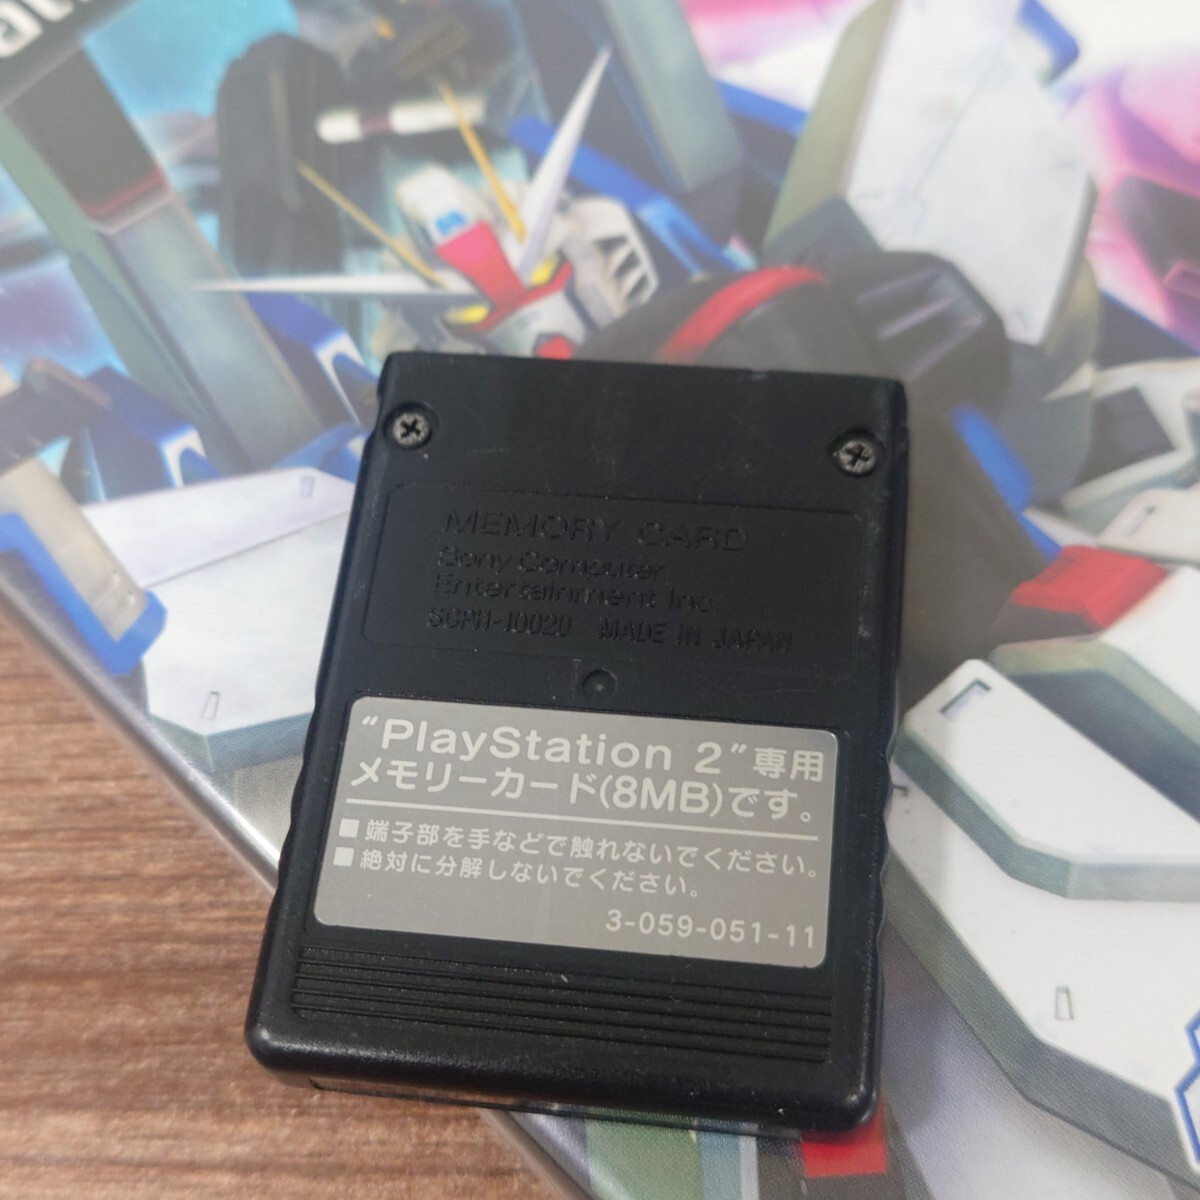 MEMORY CARD
Sony Computer
Entertainment Inc.
SCPH-10020 MADE IN JAPAN
“PlayStation 2”専用
メモリーカード(8MB)です。
■ 端子部を手などで触れないでください。
■ 絶対に分解しないでください。
3-059-051-11